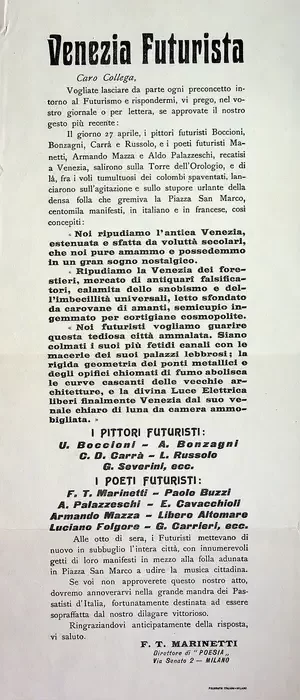 Venezia Futurista
Caro Collega,
Vogliate lasciare da parte ogni preconcetto in-
torno al Futurismo e rispondermi, vi prego, nel vo-
stro giornale o per lettera, se approvate il nostro
gesto più recente:
Il giorno 27 aprile, i pittori futuristi Boccioni,
Bonzagni, Carrà e Russolo, e i poeti futuristi Ma-
netti, Armando Mazza e Aldo Palazzeschi, recatisi
a Venezia, salirono sulla Torre dell'Orologio, e di
là, fra i voli tumultuosi dei colombi spaventati, lan-
ciarono sull'agitazione e sullo stupore urlante della
densa folla che gremiva la Piazza San Marco,
centomila manifesti, in italiano e in francese, così
concepiti:
« Noi ripudiamo l'antica Venezia,
estenuata e sfatta da voluttà secolari,
che noi pure amammo e possedemmo
in un gran sogno nostalgico.
« Ripudiamo la Venezia dei fore-
stieri, mercato di antiquari falsifica-
tori, calamita dello snobismo e del-
l'imbecillità universali, letto sfondato
da carovane di amanti, semicupio in-
gemmato per cortigiane cosmopolite.
« Noi futuristi vogliamo guarire
questa tediosa città ammalata. Siano
colmati i suoi più fetidi canali con le
macerie dei suoi palazzi lebbrosi; la
rigida geometria dei ponti metallici e
degli opifici chiomati di fumo abolisca
le curve cascanti delle vecchie ar-
chitetture, e la divina Luce Elettrica
liberi finalmente Venezia dal suo ve-
nale chiaro di luna da camera ammo-
bigliata. »
I PITTORI FUTURISTI:
U. Boccioni – A. Bonzagni
C. D. Carrà – L. Russolo
G. Severini, ecc.
I POETI FUTURISTI:
F. T. Marinetti – Paolo Buzzi
A. Palazzeschi – E. Cavacchioli
Armando Mazza – Libero Altomare
Luciano Folgore – G. Carrieri, ecc.
Alle otto di sera, i Futuristi mettevano di
nuovo in subbuglio l'intera città, con innumerevoli
getti di loro manifesti in mezzo alla folla adunata
in Piazza San Marco a udire la musica cittadina.
Se voi non approverete questo nostro atto,
dovremo annoverarvi nella grande mandra dei Pas-
satisti d'Italia, fortunatamente destinata ad essere
sopraffatta dal nostro dilagare vittorioso.
Ringraziandovi anticipatamente della risposta,
vi saluto.
F. T. MARINETTI
Direttore di "POESIA"
Via Senato 2 – MILANO